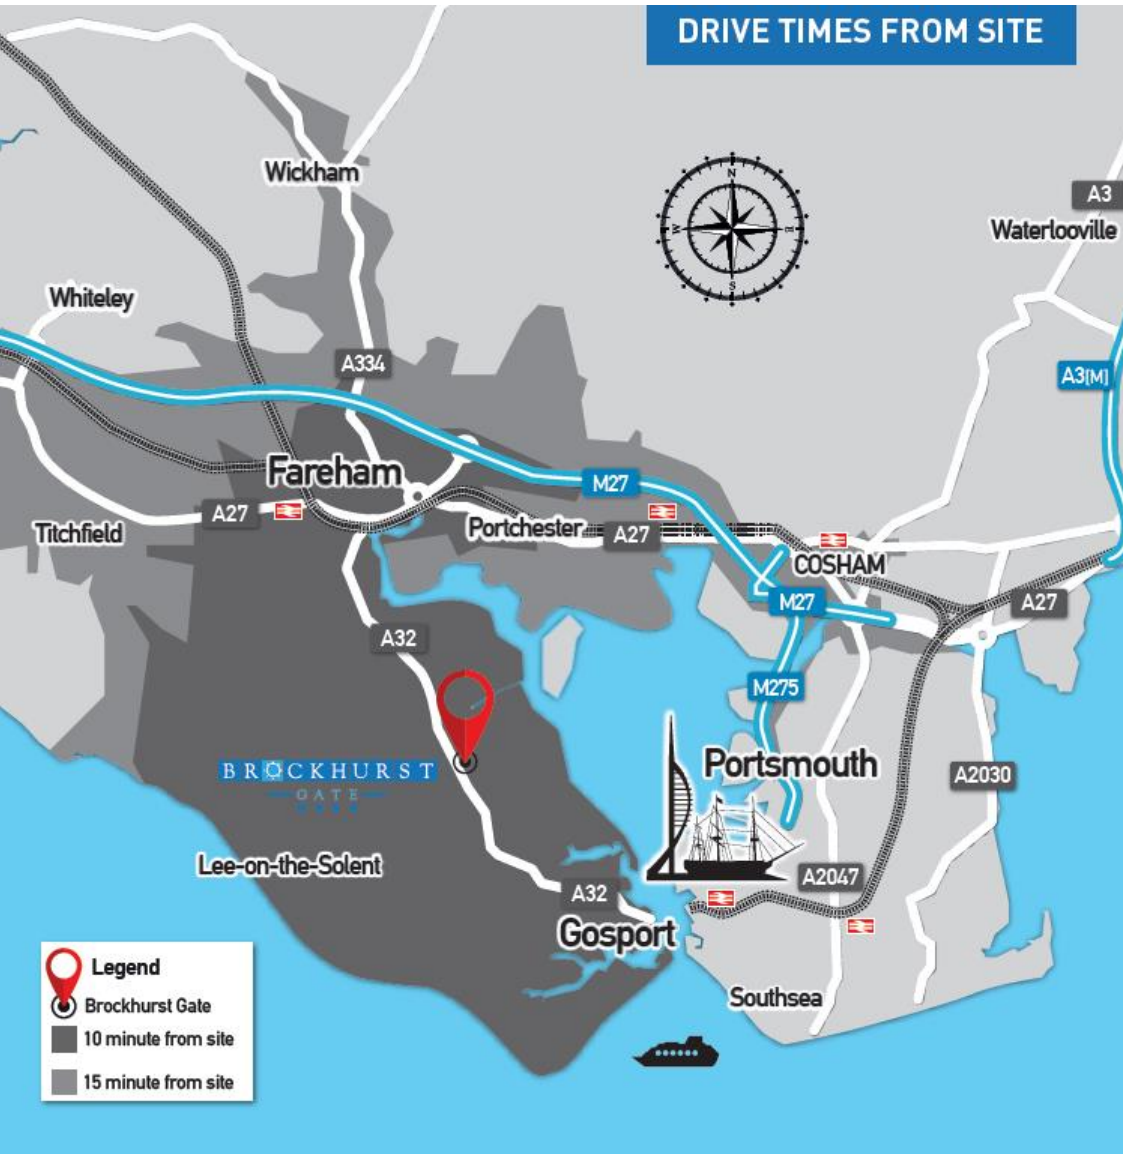 DRIVE TIMES FROM SITE
Wickham
N
W
E
S
A3
Waterlooville
Whiteley
A334
A3[M]
Fareham
M27
A27
Titchfield
Portchester
A27
COSHAM
M27
A27
A32
M275
BROCKHURST
GATE
Portsmouth
A2030
Lee-on-the-Solent
A32
A2047
Gosport
Southsea
Legend
Brockhurst Gate
10 minute from site
15 minute from site